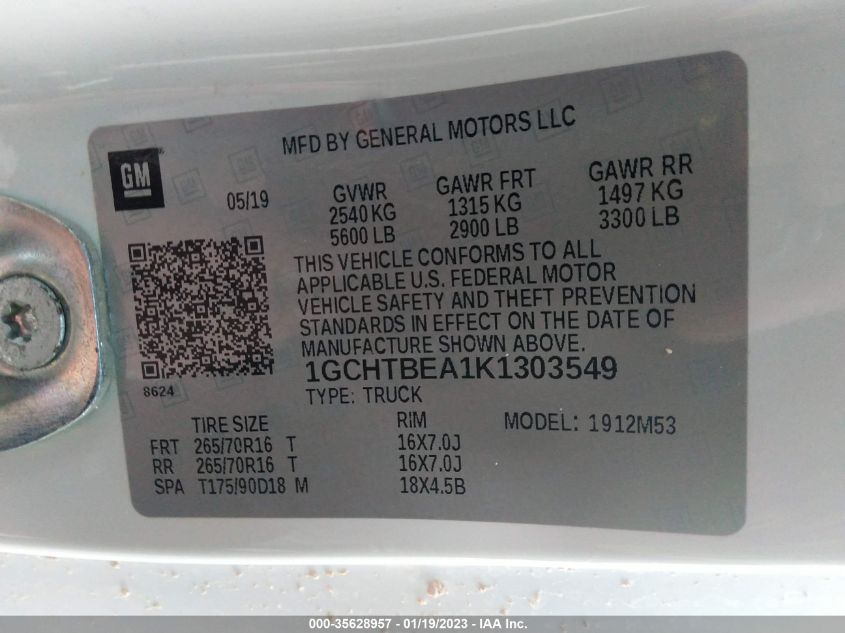 MFD BY GENERAL MOTORS LLC
GM
05/19
GVWR GAWR FRT GAWR RR
2540 KG 1315 KG 1497 KG
5600 LB 2900 LB 3300 LB
THIS VEHICLE CONFORMS TO ALL
APPLICABLE U.S. FEDERAL MOTOR
VEHICLE SAFETY AND THEFT PREVENTION
STANDARDS IN EFFECT ON THE DATE OF
MANUFACTURE SHOWN ABOVE.
8624
1GCHTBEA1K1303549
TYPE: TRUCK
TIRE SIZE RIM MODEL: 1912M53
FRT 265/70R16 T 16X7.0J
RR 265/70R16 T 16X7.0J
SPA T175/90D18 M 18X4.5B
000-35628957 - 01/19/2023 - IAA Inc.